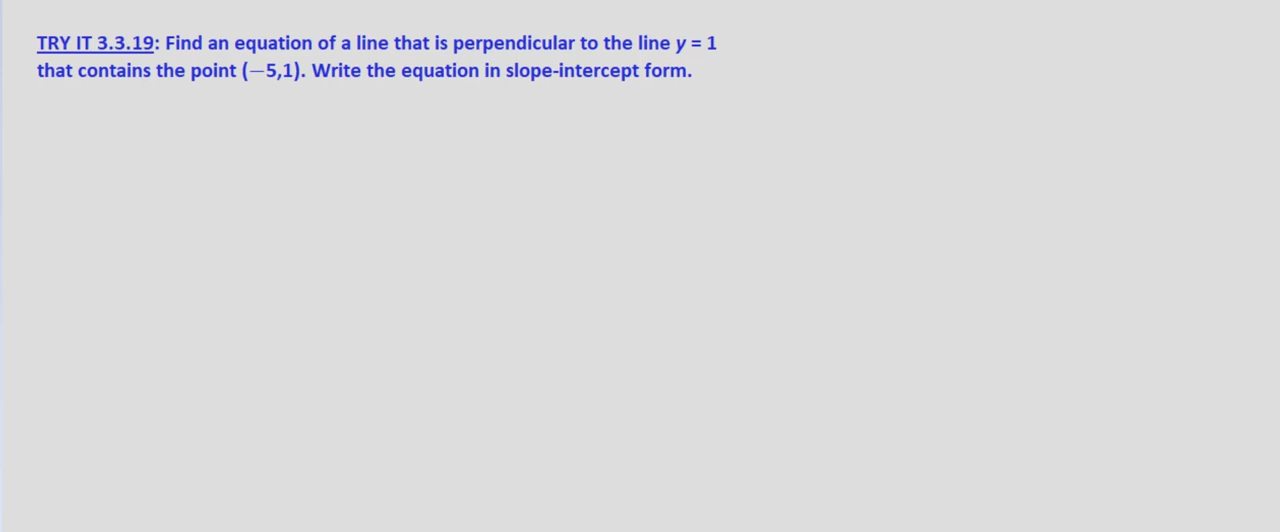 TRY IT 3.3.19: Find an equation of a line that is perpendicular to the line y = 1
that contains the point (−5,1). Write the equation in slope-intercept form.